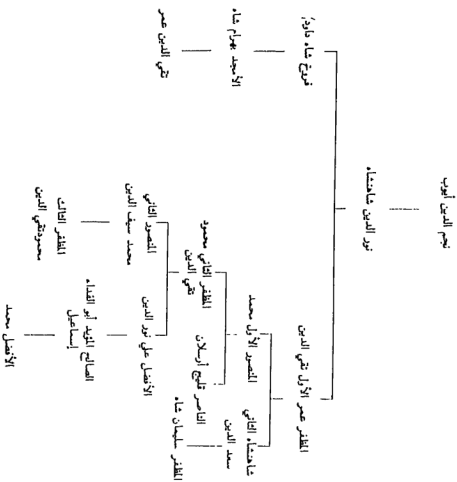 نجم الدين أيوب
نور الدين شاهنشاه
فروخ شاه داود/
المظفر عمر الأول تقي الدين
الأمجد بهرام شاه
المنصور الأول محمد
شاهنشاه الثاني
سعد الدين
تقي الدين عمر
المظفر الثاني محمود
تقي الدين
الناصر قليج أرسلان
المظفر سليمان شاه
المنصور الثاني
محمد سيف الدين
الأفضل علي نور الدين
المظفر الثالث
محمود تقي الدين
الصالح المؤيد أبو الفداء
إسماعيل
الأفضل محمد